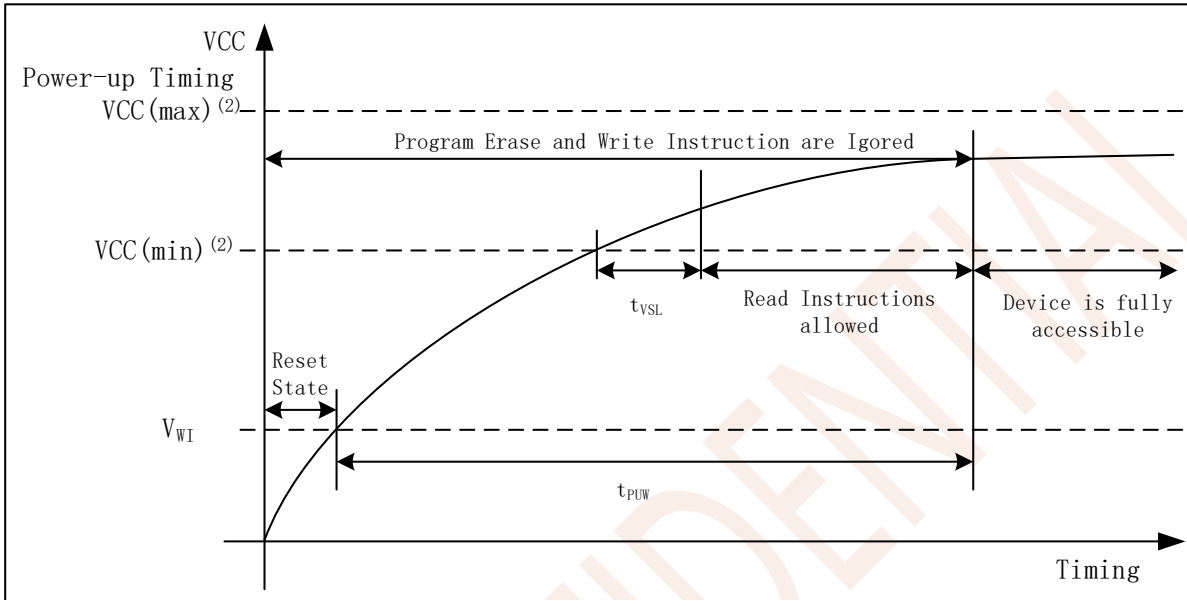 VCC
Power-up Timing
VCC(max)(2)
Program Erase and Write Instruction are Igored
VCC(min)(2)
tVSL
Read Instructions
allowed
Device is fully
accessible
Reset
State
VWI
tPUW
Timing
IDENTIAL